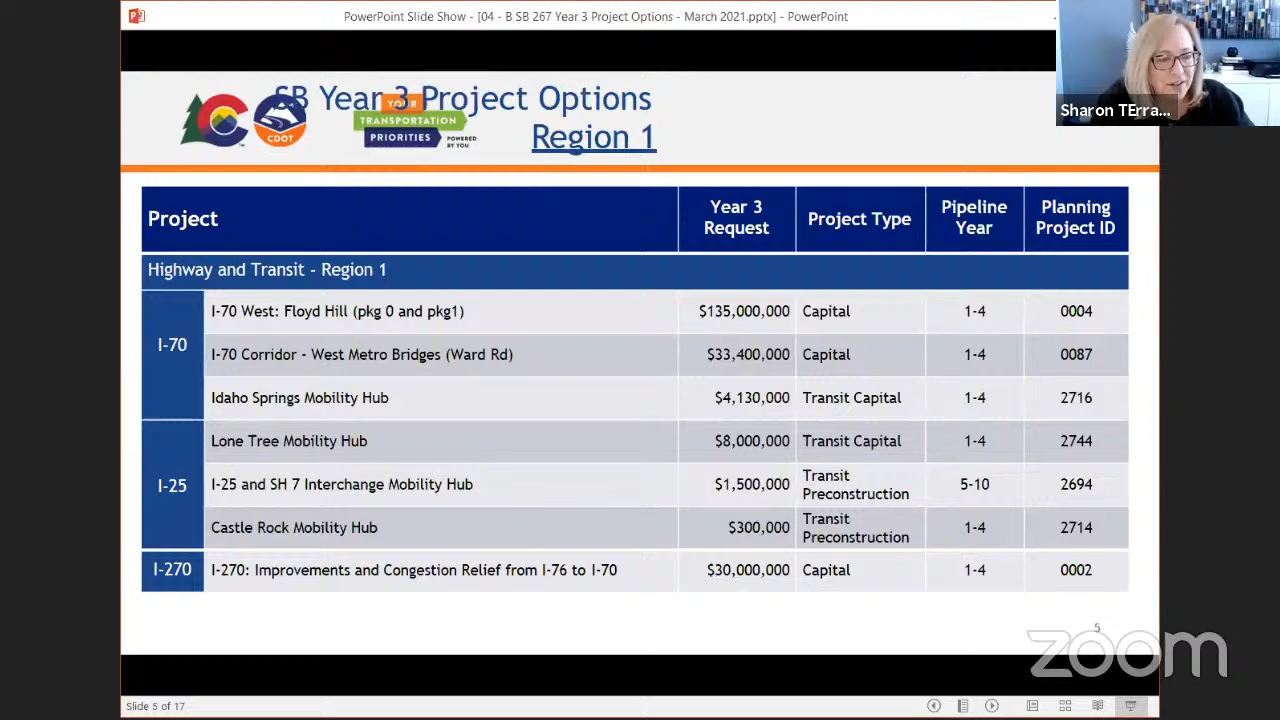 PowerPoint Slide Show - [04 - B SB 267 Year 3 Project Options - March 2021.pptx] - PowerPoint
Sharon TErra...
SB Year 3 Project Options
Region 1
CDOT
YOUR
TRANSPORTATION
PRIORITIES
POWERED
BY YOU
Project
Year 3
Request
Project Type
Pipeline
Year
Planning
Project ID
Highway and Transit - Region 1
I-70
I-70 West: Floyd Hill (pkg 0 and pkg1) $135,000,000 Capital 1-4 0004
I-70 Corridor - West Metro Bridges (Ward Rd) $33,400,000 Capital 1-4 0087
Idaho Springs Mobility Hub $4,130,000 Transit Capital 1-4 2716
I-25
Lone Tree Mobility Hub $8,000,000 Transit Capital 1-4 2744
I-25 and SH 7 Interchange Mobility Hub $1,500,000 Transit
Preconstruction 5-10 2694
Castle Rock Mobility Hub $300,000 Transit
Preconstruction 1-4 2714
I-270 I-270: Improvements and Congestion Relief from I-76 to I-70 $30,000,000 Capital 1-4 0002
5
zoom
Slide 5 of 17